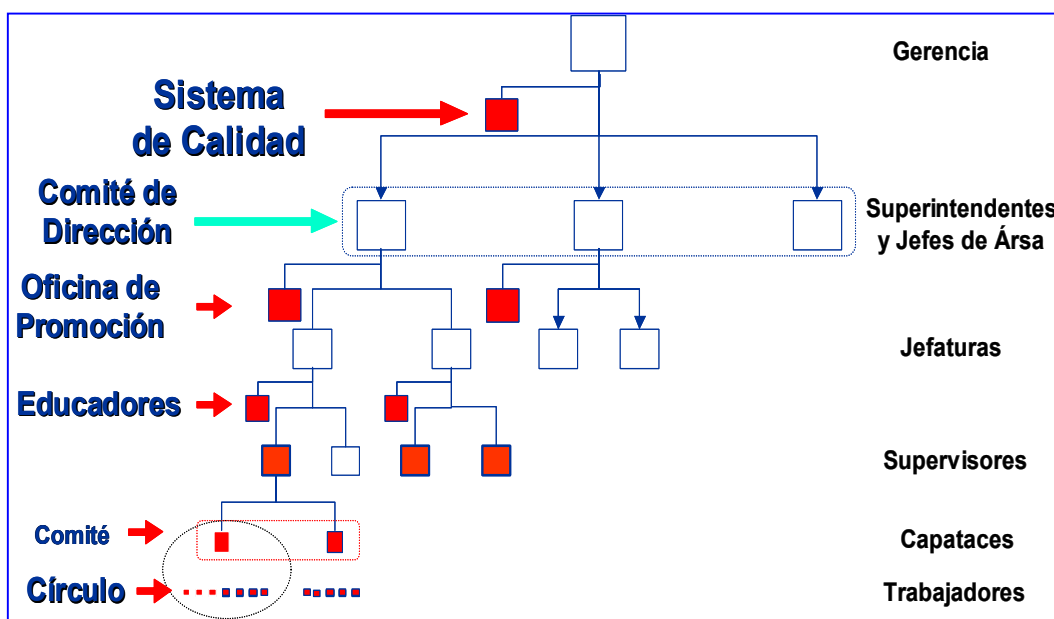 Gerencia
Sistema
de Calidad
Comité de
Dirección
Superintendentes
y Jefes de Ársa
Oficina de
Promoción
Jefaturas
Educadores
Supervisores
Comité
Capataces
Círculo
Trabajadores